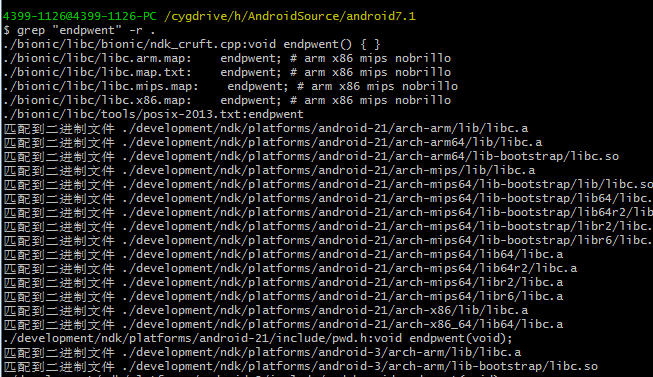 4399-1126@4399-1126-PC /cygdrive/h/AndroidSource/android7.1
$ grep "endpwent" -r .
./bionic/libc/bionic/ndk_cruft.cpp:void endpwent() { }
./bionic/libc/libc.arm.map:    endpwent; # arm x86 mips nobrillo
./bionic/libc/libc.map.txt:    endpwent; # arm x86 mips nobrillo
./bionic/libc/libc.mips.map:    endpwent; # arm x86 mips nobrillo
./bionic/libc/libc.x86.map:    endpwent; # arm x86 mips nobrillo
./bionic/libc/tools/posix-2013.txt:endpwent
匹配到二进制文件 ./development/ndk/platforms/android-21/arch-arm/lib/libc.a
匹配到二进制文件 ./development/ndk/platforms/android-21/arch-arm64/lib/libc.a
匹配到二进制文件 ./development/ndk/platforms/android-21/arch-arm64/lib-bootstrap/libc.so
匹配到二进制文件 ./development/ndk/platforms/android-21/arch-mips/lib/libc.a
匹配到二进制文件 ./development/ndk/platforms/android-21/arch-mips64/lib-bootstrap/lib/libc.so
匹配到二进制文件 ./development/ndk/platforms/android-21/arch-mips64/lib-bootstrap/lib64/libc.
匹配到二进制文件 ./development/ndk/platforms/android-21/arch-mips64/lib-bootstrap/lib64r2/lib
匹配到二进制文件 ./development/ndk/platforms/android-21/arch-mips64/lib-bootstrap/libr2/libc.
匹配到二进制文件 ./development/ndk/platforms/android-21/arch-mips64/lib-bootstrap/libr6/libc.
匹配到二进制文件 ./development/ndk/platforms/android-21/arch-mips64/lib64/libc.a
匹配到二进制文件 ./development/ndk/platforms/android-21/arch-mips64/lib64r2/libc.a
匹配到二进制文件 ./development/ndk/platforms/android-21/arch-mips64/libr2/libc.a
匹配到二进制文件 ./development/ndk/platforms/android-21/arch-mips64/libr6/libc.a
匹配到二进制文件 ./development/ndk/platforms/android-21/arch-x86/lib/libc.a
匹配到二进制文件 ./development/ndk/platforms/android-21/arch-x86_64/lib64/libc.a
./development/ndk/platforms/android-21/include/pwd.h:void endpwent(void);
匹配到二进制文件 ./development/ndk/platforms/android-3/arch-arm/lib/libc.a
匹配到二进制文件 ./development/ndk/platforms/android-3/arch-arm/lib-bootstrap/libc.so